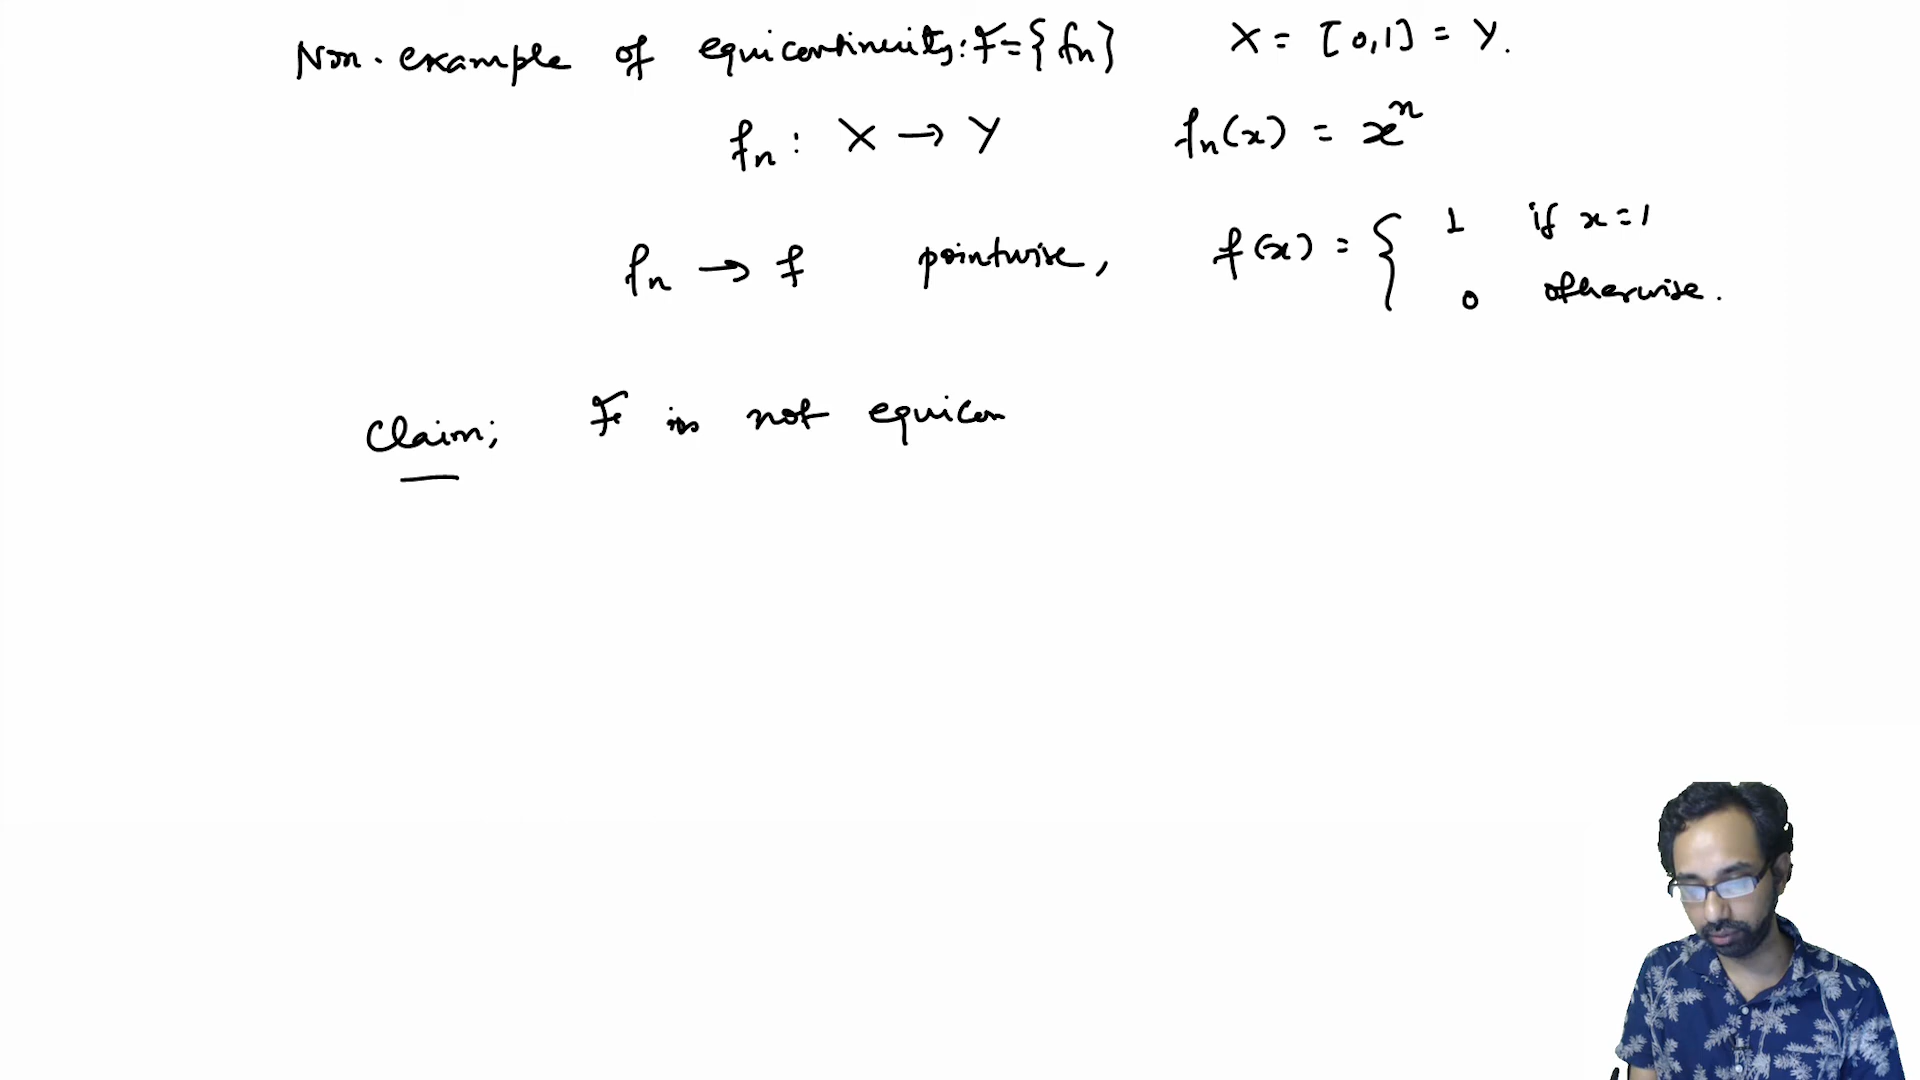 Non-example of equicontinuity: F = {fn} X = [0,1] = Y.
fn : X → Y fn(x) = xⁿ
fn → f pointwise, f(x) = { 1 if x=1
0 otherwise.
Claim; F is not equicon